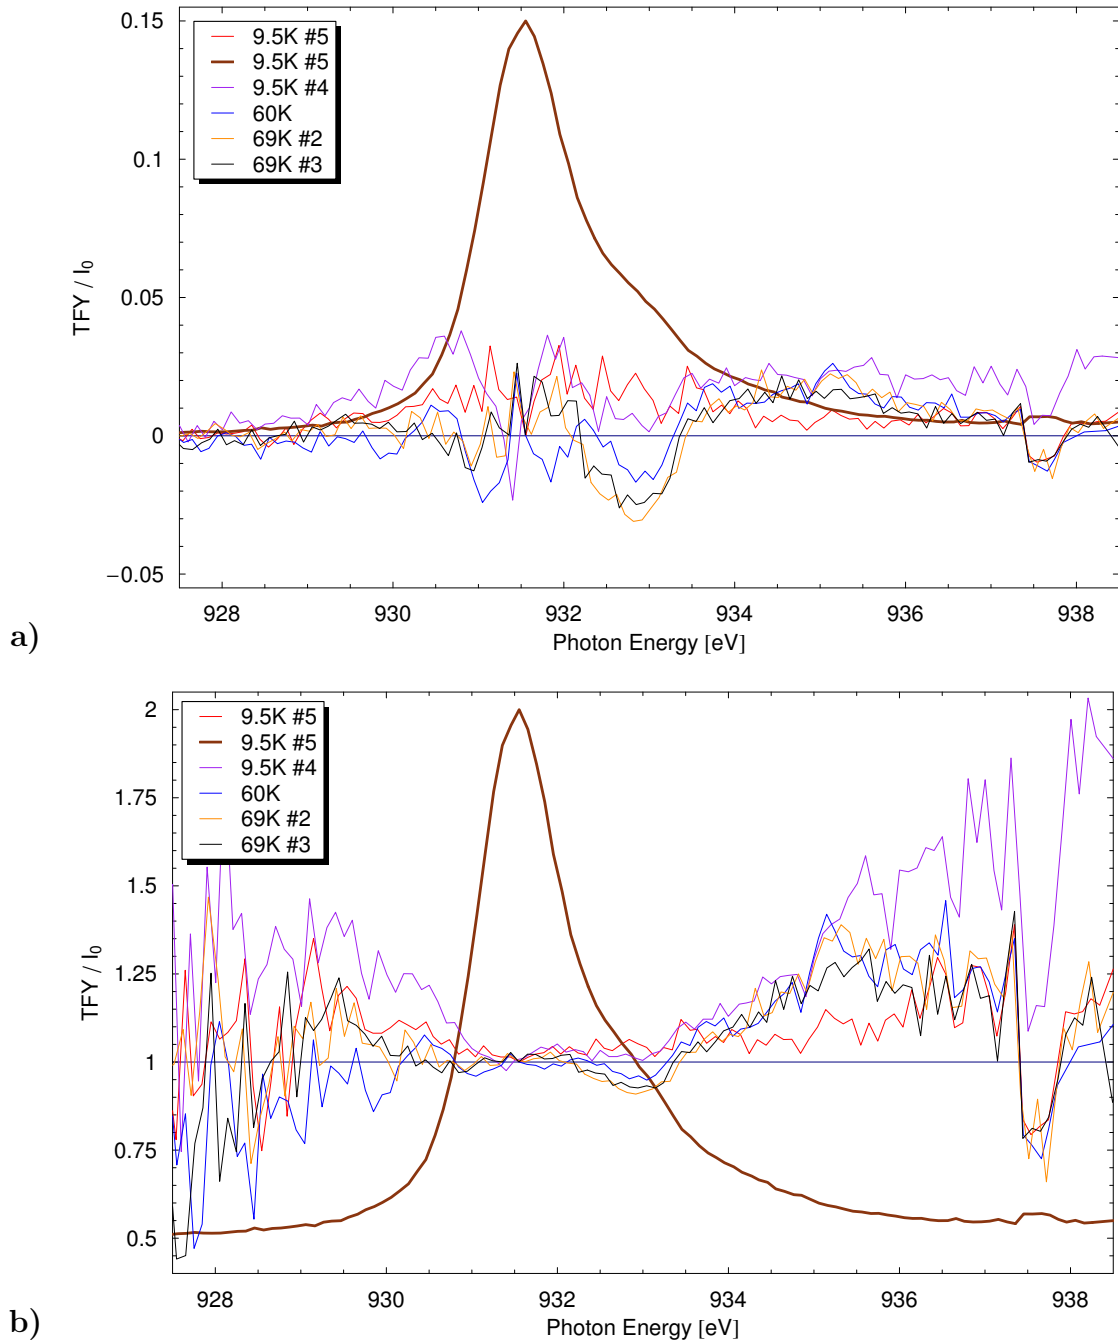 0.15
0.1
0.05
0
−0.05
TFY / I0
9.5K #5
9.5K #5
9.5K #4
60K
69K #2
69K #3
928 930 932 934 936 938
Photon Energy [eV]
a)
2
1.75
1.5
1.25
1
0.75
0.5
TFY / I0
9.5K #5
9.5K #5
9.5K #4
60K
69K #2
69K #3
928 930 932 934 936 938
Photon Energy [eV]
b)